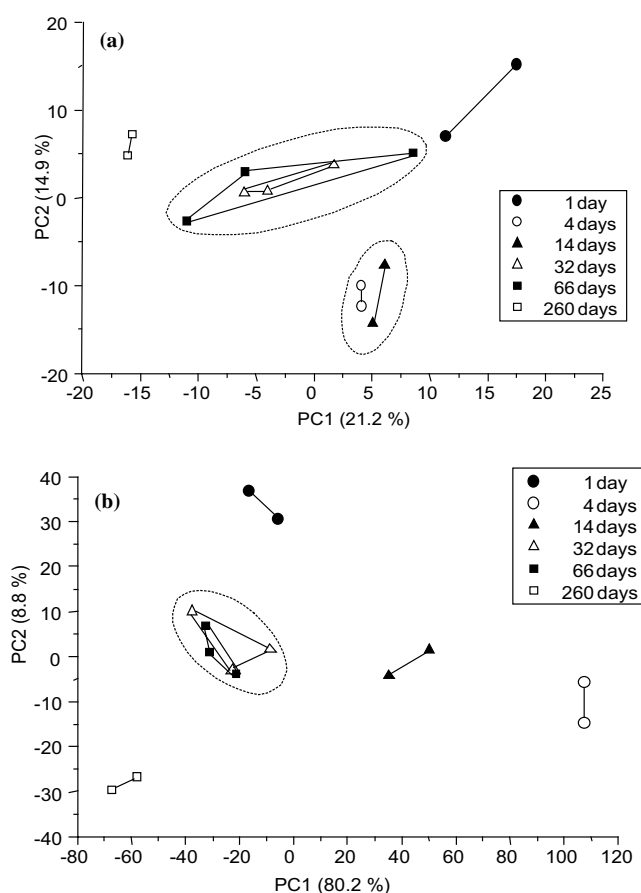 (a)
20
10
0
-10
-20
PC2 (14.9 %)
-20 -15 -10 -5 0 5 10 15 20 25
PC1 (21.2 %)
1 day
4 days
14 days
32 days
66 days
260 days
(b)
40
30
20
10
0
-10
-20
-30
-40
PC2 (8.8 %)
-80 -60 -40 -20 0 20 40 60 80 100 120
PC1 (80.2 %)
1 day
4 days
14 days
32 days
66 days
260 days